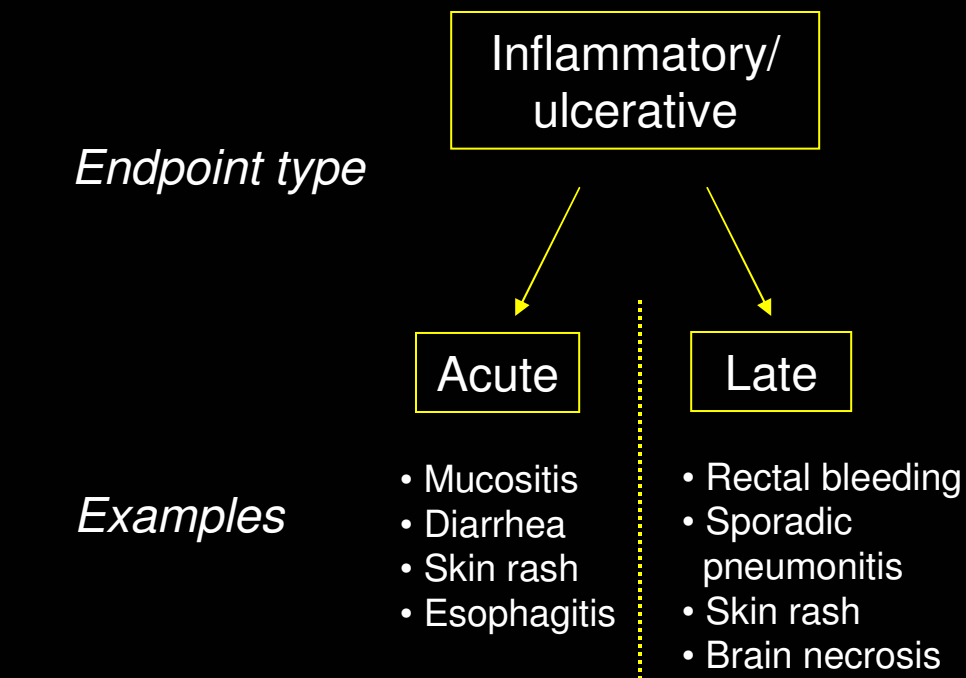 Inflammatory/
ulcerative
Endpoint type
Acute
Late
Examples
• Mucositis
• Diarrhea
• Skin rash
• Esophagitis
• Rectal bleeding
• Sporadic
pneumonitis
• Skin rash
• Brain necrosis